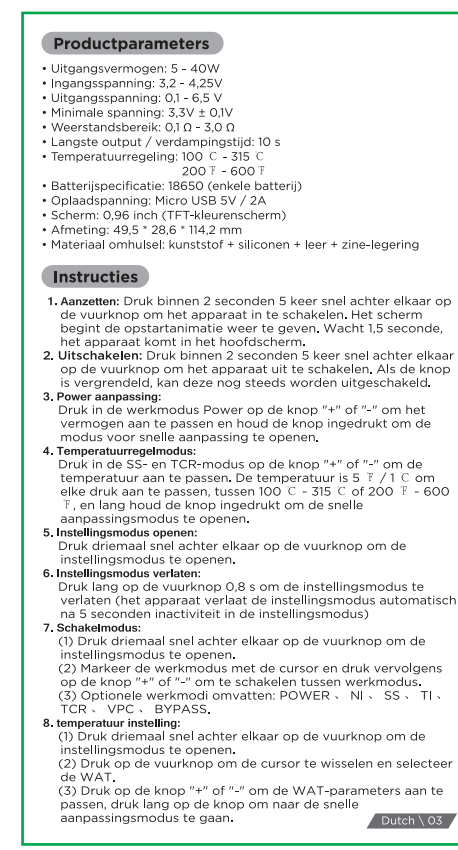 Productparameters
• Uitgangsvermogen: 5 - 40W
• Ingangsspanning: 3,2 - 4,25V
• Uitgangsspanning: 0,1 - 6,5 V
• Minimale spanning: 3,3V ± 0,1V
• Weerstandsbereik: 0,1 Ω - 3,0 Ω
• Langste output / verdampingstijd: 10 s
• Temperatuurregeling: 100 ℃ - 315 ℃
200 ℉ - 600 ℉
• Batterijspecificatie: 18650 (enkele batterij)
• Oplaadspanning: Micro USB 5V / 2A
• Scherm: 0,96 inch (TFT-kleurenscherm)
• Afmeting: 49,5 * 28,6 * 114,2 mm
• Materiaal omhulsel: kunststof + siliconen + leer + zine-legering
Instructies
1. Aanzetten: Druk binnen 2 seconden 5 keer snel achter elkaar op
de vuurknop om het apparaat in te schakelen. Het scherm
begint de opstartanimatie weer te geven. Wacht 1,5 seconde,
het apparaat komt in het hoofdscherm.
2. Uitschakelen: Druk binnen 2 seconden 5 keer snel achter elkaar
op de vuurknop om het apparaat uit te schakelen. Als de knop
is vergrendeld, kan deze nog steeds worden uitgeschakeld.
3. Power aanpassing:
Druk in de werkmodus Power op de knop "+" of "-" om het
vermogen aan te passen en houd de knop ingedrukt om de
modus voor snelle aanpassing te openen.
4. Temperatuurregelmodus:
Druk in de SS- en TCR-modus op de knop "+" of "-" om de
temperatuur aan te passen. De temperatuur is 5 ℉ / 1 ℃ om
elke druk aan te passen, tussen 100 ℃ - 315 ℃ of 200 ℉ - 600
℉, en lang houd de knop ingedrukt om de snelle
aanpassingsmodus te openen.
5. Instellingsmodus openen:
Druk driemaal snel achter elkaar op de vuurknop om de
instellingsmodus te openen.
6. Instellingsmodus verlaten:
Druk lang op de vuurknop 0,8 s om de instellingsmodus te
verlaten (het apparaat verlaat de instellingsmodus automatisch
na 5 seconden inactiviteit in de instellingsmodus)
7. Schakelmodus:
(1) Druk driemaal snel achter elkaar op de vuurknop om de
instellingsmodus te openen.
(2) Markeer de werkmodus met de cursor en druk vervolgens
op de knop "+" of "-" om te schakelen tussen werkmodus.
(3) Optionele werkmodi omvatten: POWER 、 NI 、 SS 、 TI 、
TCR 、 VPC 、 BYPASS.
8. temperatuur instelling:
(1) Druk driemaal snel achter elkaar op de vuurknop om de
instellingsmodus te openen.
(2) Druk op de vuurknop om de cursor te wisselen en selecteer
de WAT.
(3) Druk op de knop "+" of "-" om de WAT-parameters aan te
passen, druk lang op de knop om naar de snelle
aanpassingsmodus te gaan.
Dutch \ 03